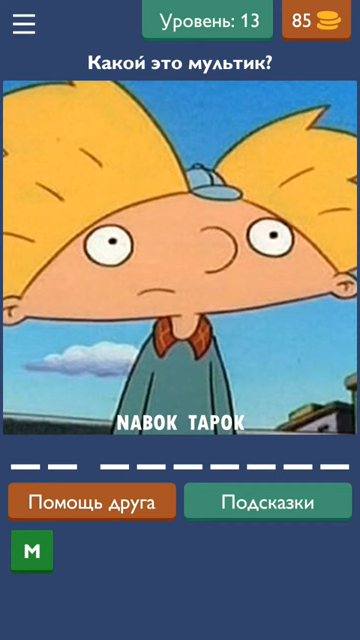 Уровень: 13
85
Какой это мультик?
NABOK TAPOK
Помощь друга
Подсказки
М